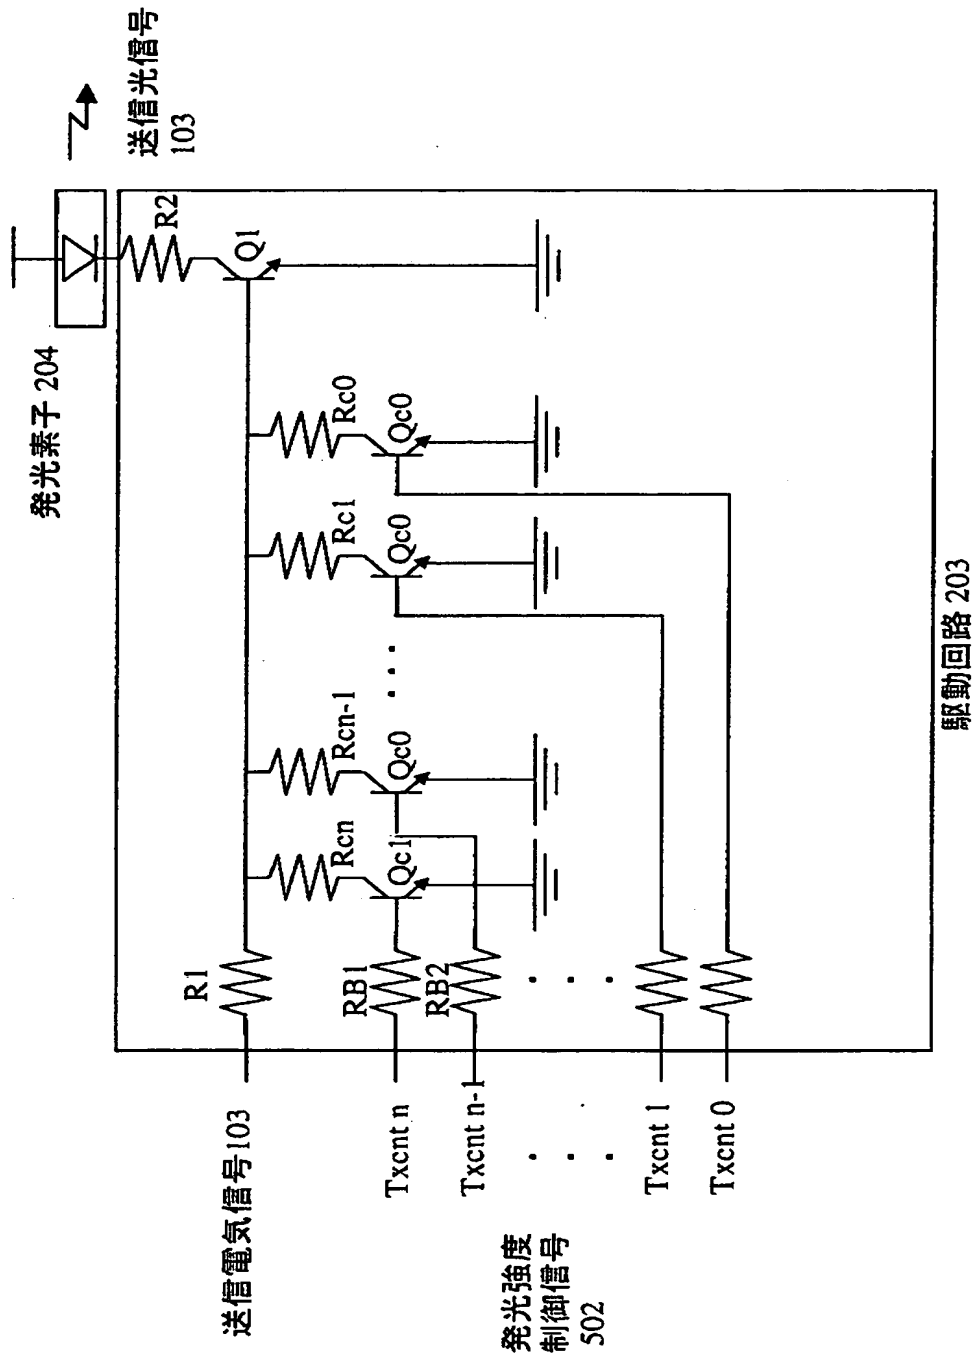 発光素子 204
送信光信号
103
R2
Q1
R1
Rcn
Rcn-1
Rc1
Rc0
Qc1
Qc0
Qc0
Qc0
RB1
RB2
送信電気信号103
Txcnt n
Txcnt n-1
Txcnt 1
Txcnt 0
発光強度
制御信号
502
駆動回路 203